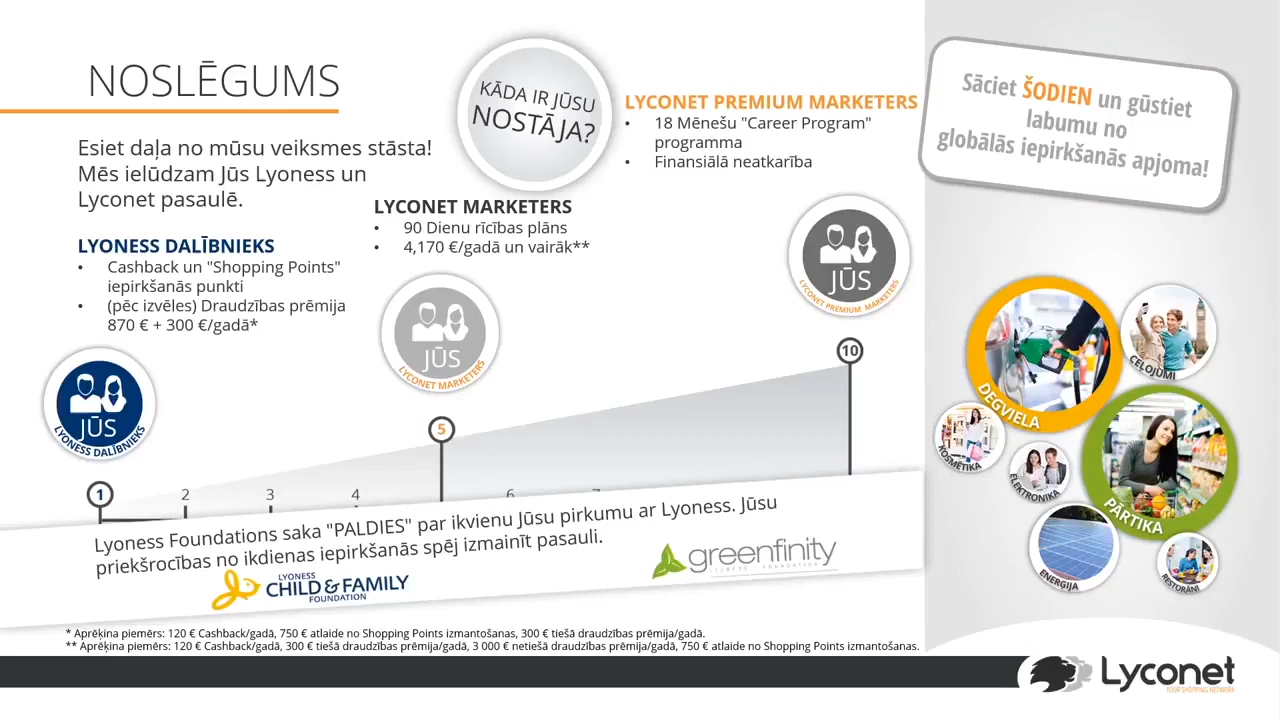 NOSLĒGUMS
Esiet daļa no mūsu veiksmes stāsta!
Mēs ielūdzam Jūs Lyoness un
Lyconet pasaulē.
LYONESS DALĪBNIEKS
• Cashback un "Shopping Points"
iepirkšanās punkti
• (pēc izvēles) Draudzības prēmija
870 € + 300 €/gadā*
KĀDA IR JŪSU
NOSTĀJA?
LYCONET MARKETERS
• 90 Dienu rīcības plāns
• 4,170 €/gadā un vairāk**
LYCONET PREMIUM MARKETERS
• 18 Mēnešu "Career Program"
programma
• Finansiālā neatkarība
JŪS
LYONESS DALĪBNIEKS
JŪS
LYCONET MARKETERS
JŪS
LYCONET PREMIUM MARKETERS
1 2 3 4 5 6 7 10
Lyoness Foundations saka "PALDIES" par ikvienu Jūsu pirkumu ar Lyoness. Jūsu
priekšrocības no ikdienas iepirkšanās spēj izmainīt pasauli.
LYONESS
CHILD & FAMILY
FOUNDATION
greenfinity
LYONESS - FOUNDATION
* Aprēķina piemērs: 120 € Cashback/gadā, 750 € atlaide no Shopping Points izmantošanas, 300 € tiešā draudzības prēmija/gadā.
** Aprēķina piemērs: 120 € Cashback/gadā, 300 € tiešā draudzības prēmija/gadā, 3 000 € netiešā draudzības prēmija/gadā, 750 € atlaide no Shopping Points izmantošanas.
Sāciet ŠODIEN un gūstiet
labumu no
globālās iepirkšanās apjoma!
DEGVIELA
CEĻOJUMI
KOSMĒTIKA
ELEKTRONIKA
PĀRTIKA
ENERĢIJA
RESTORĀNI
Lyconet
YOUR SHOPPING NETWORK